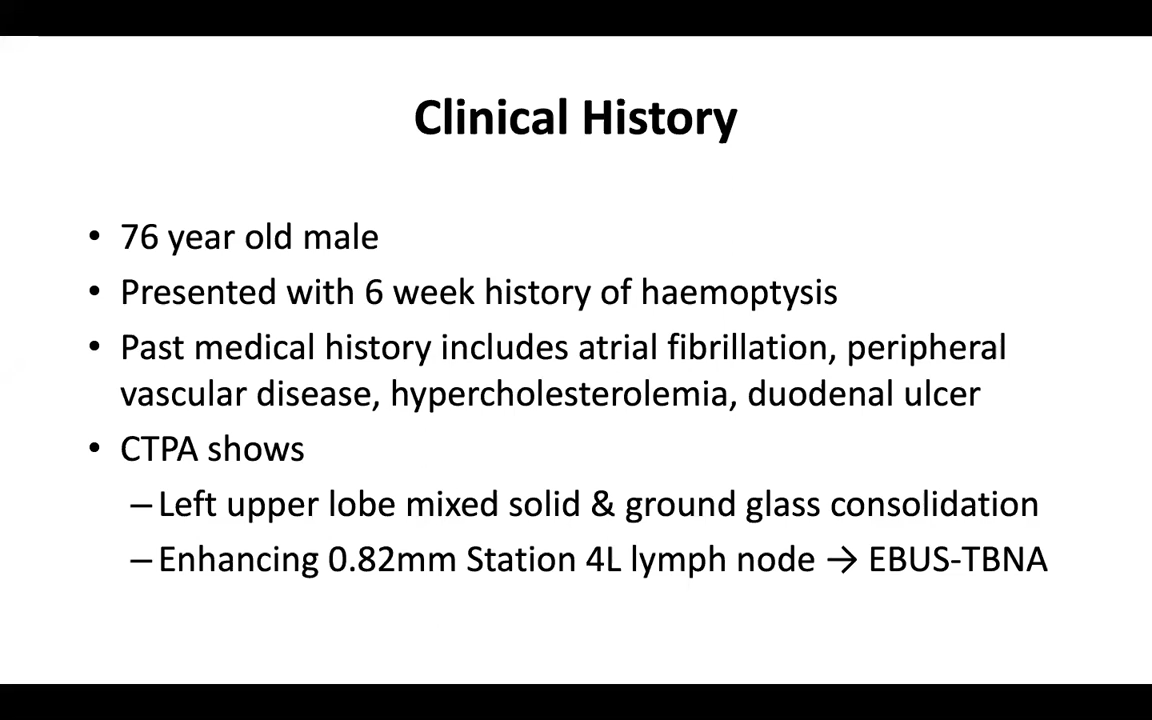 Clinical History
• 76 year old male
• Presented with 6 week history of haemoptysis
• Past medical history includes atrial fibrillation, peripheral
vascular disease, hypercholesterolemia, duodenal ulcer
• CTPA shows
– Left upper lobe mixed solid & ground glass consolidation
– Enhancing 0.82mm Station 4L lymph node → EBUS-TBNA